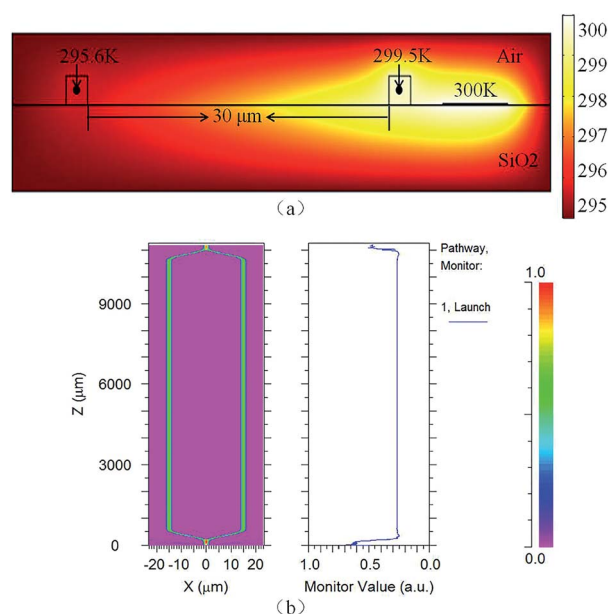 295.6K
299.5K
Air
300K
30 μm
SiO2
300
299
298
297
296
295
(a)
Pathway,
Monitor:
1, Launch
1.0
0.0
Z (μm)
9000
6000
3000
0
-20
-10
0
10
20
X (μm)
1.0
0.5
0.0
Monitor Value (a.u.)
(b)